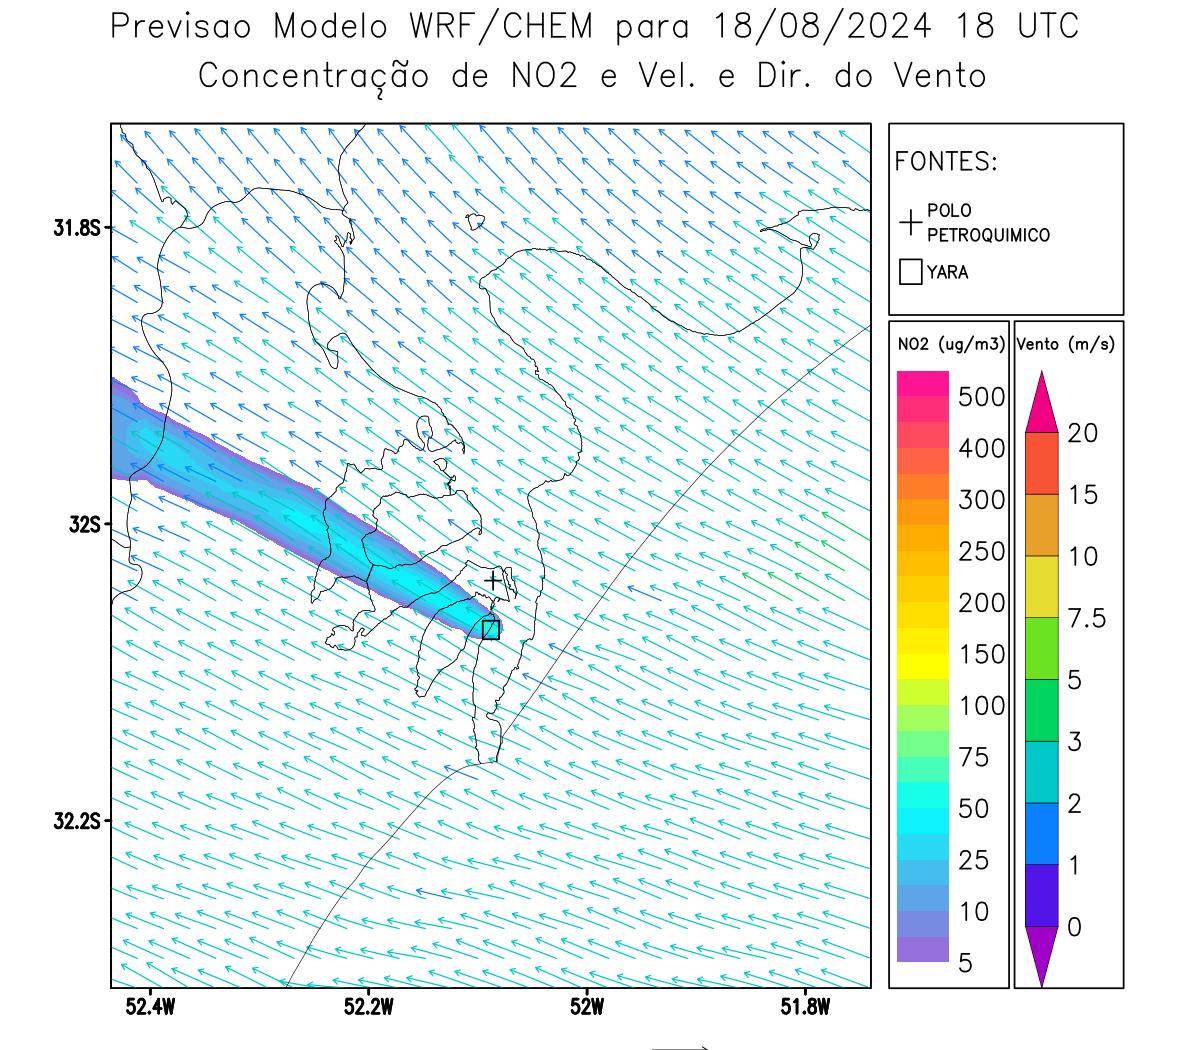 Previsao Modelo WRF/CHEM para 18/08/2024 18 UTC
Concentração de NO2 e Vel. e Dir. do Vento
FONTES:
POLO
PETROQUIMICO
YARA
31.8S
32S
32.2S
52.4W
52.2W
52W
51.8W
NO2 (ug/m3)
500
400
300
250
200
150
100
75
50
25
10
5
Vento (m/s)
20
15
10
7.5
5
3
2
1
0